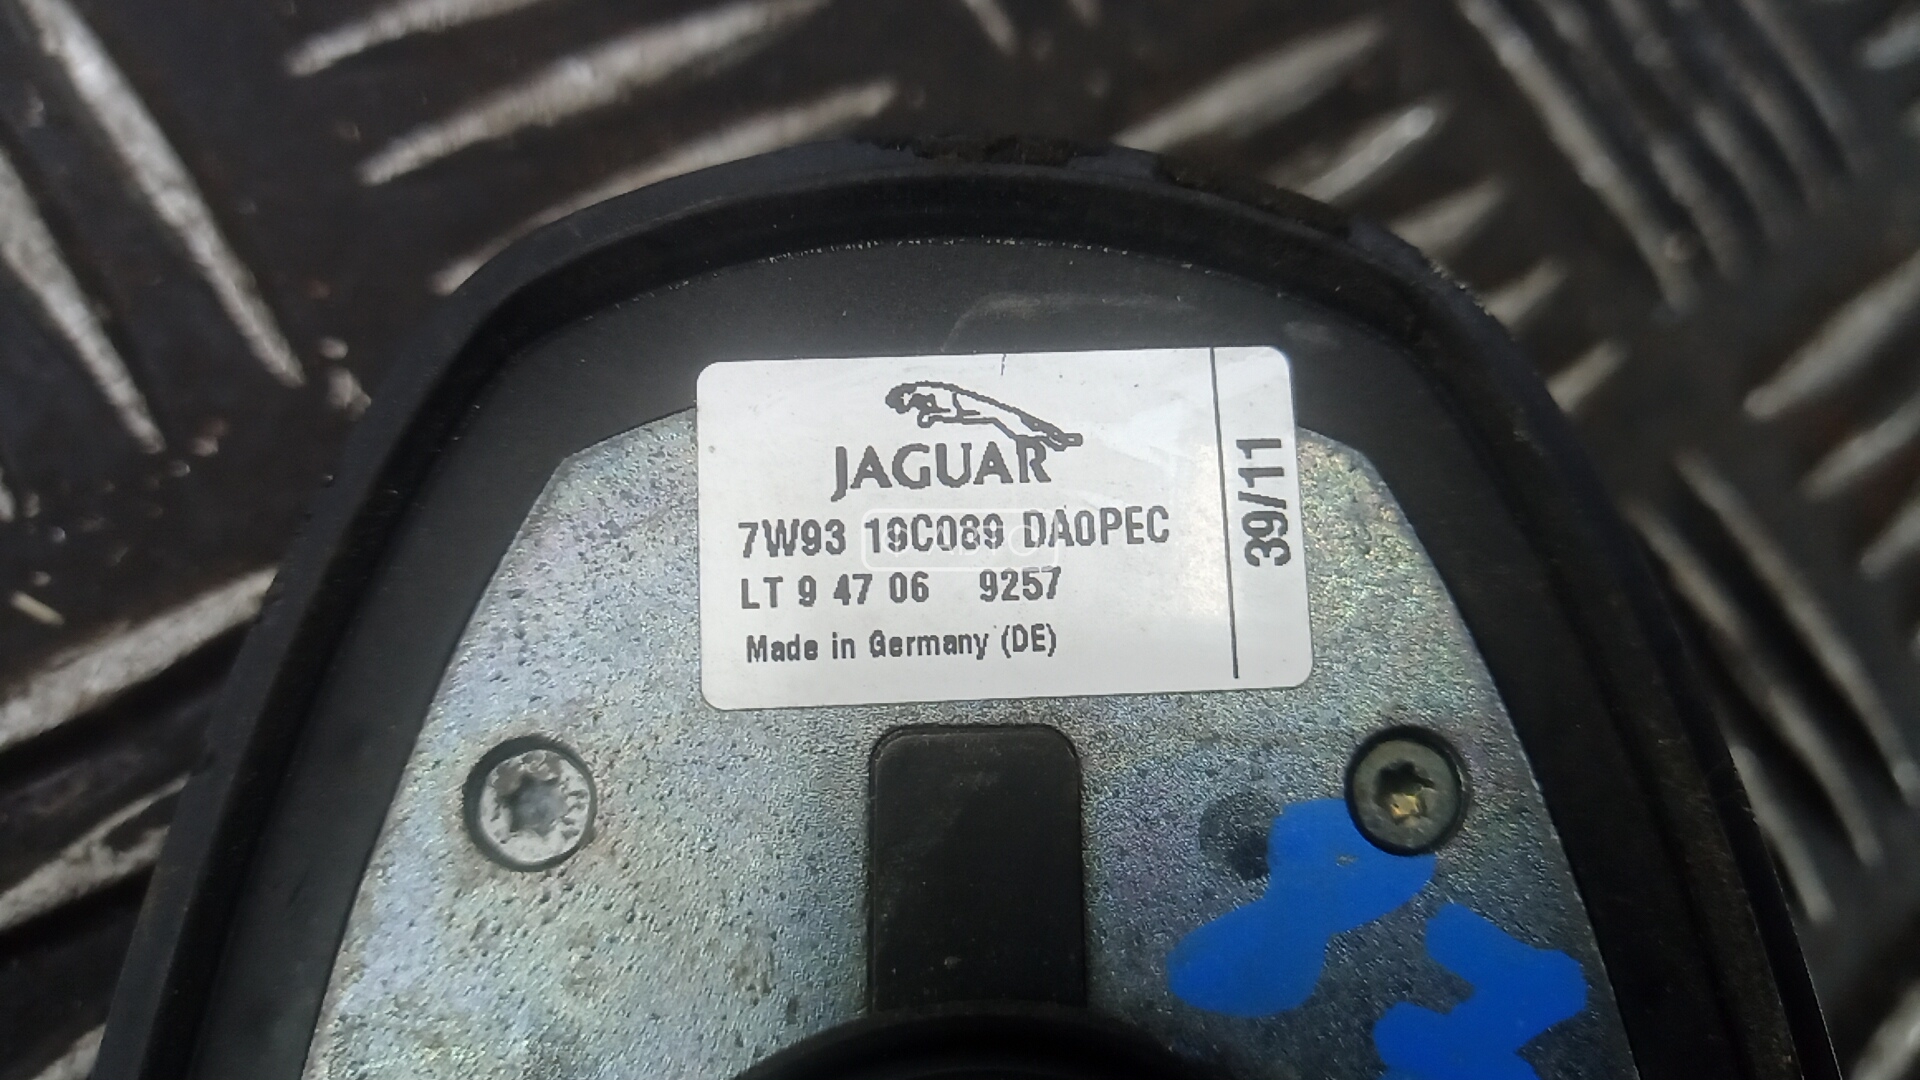 JAGUAR
7W93 19C089 DA0PEC
LT 9 47 06 9257
Made in Germany (DE)
39/11